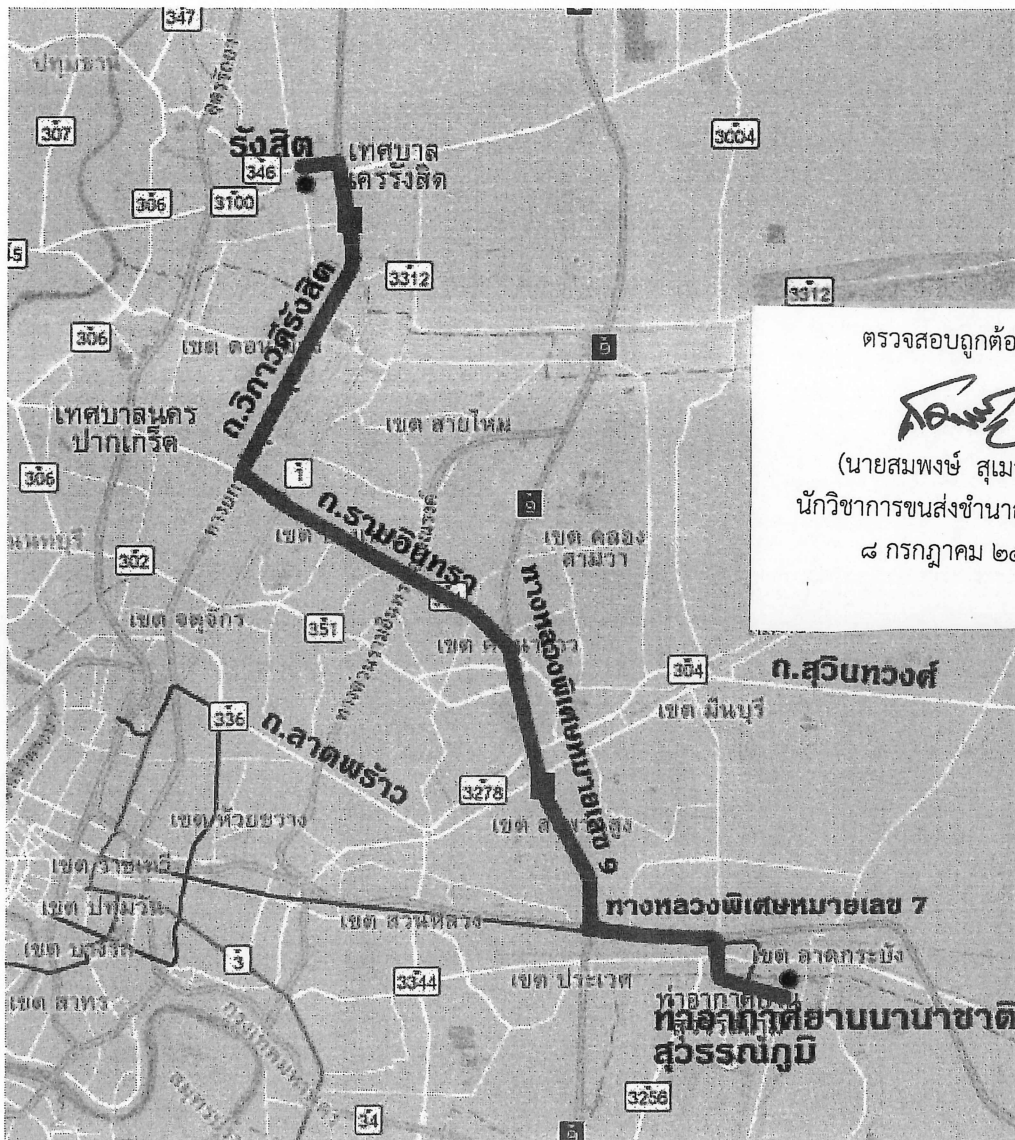 347
307
รังสิต
346
เทศบาล
นครรังสิต
3004
306
3100
3312
3312
306
ถ.วิภาวดีรังสิต
ตรวจสอบถูกต้อ
(นายสมพงษ์ สุเม
นักวิชาการขนส่งชำนา
๘ กรกฎาคม ๒๕
เทศบาลนคร
ปากเกร็ด
เขต สายไหม
306
1
ถ.รามอินทรา
เขต คลอง
สามวา
302
เขต จตุจักร
351
ทางหลวงพิเศษหมายเลข 9
304
ถ.สุวินทวงศ์
เขต มีนบุรี
336
ถ.ลาดพร้าว
3278
เขต ห้วยขวาง
เขต ราชเทวี
ทางหลวงพิเศษหมายเลข 7
เขต ปทุมวัน
เขต สวนหลวง
เขต ลาดกระบัง
3
3344
เขต ประเวศ
เขต สาทร
ท่าอากาศยานนานาชาติ
สุวรรณภูมิ
3256
34